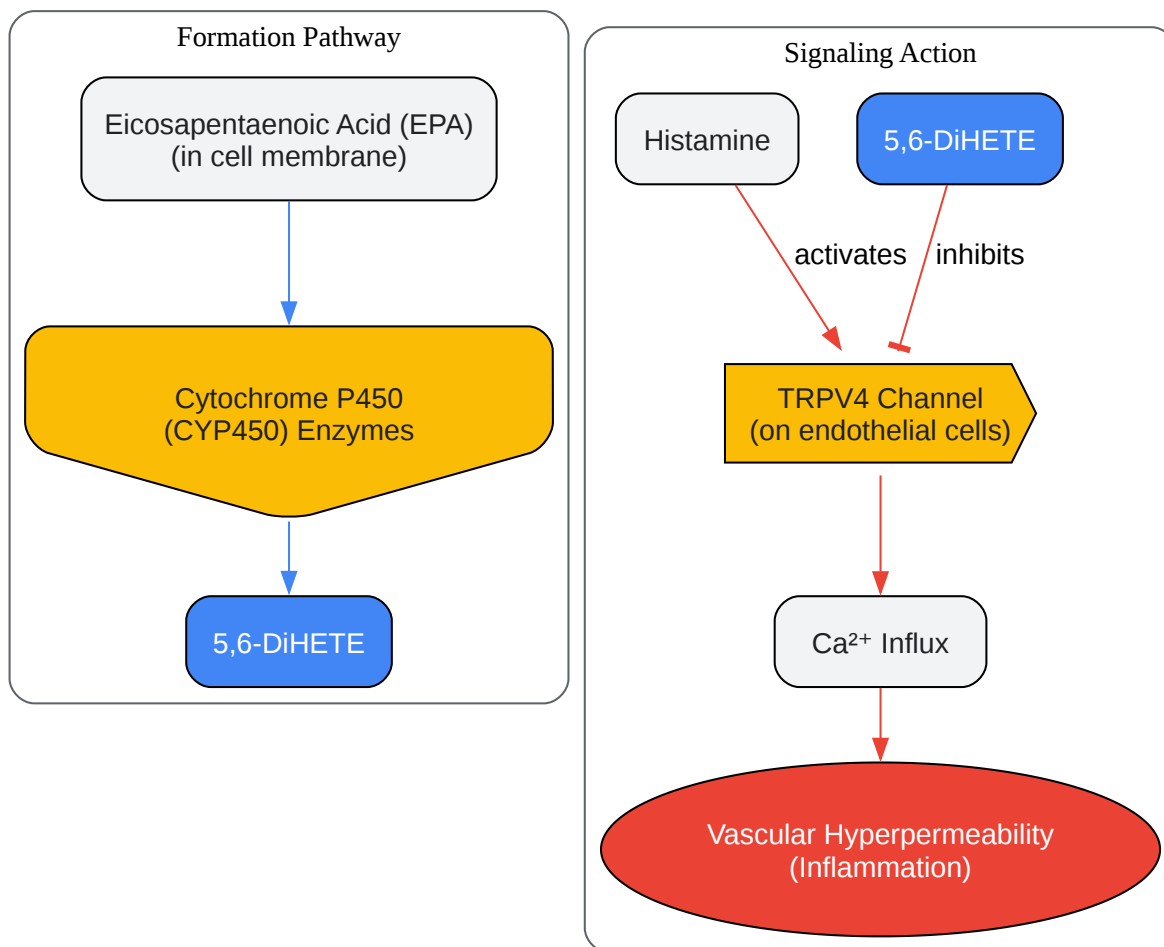 Formation Pathway
Eicosapentaenoic Acid (EPA)
(in cell membrane)
Cytochrome P450
(CYP450) Enzymes
5,6-DiHETE
Signaling Action
Histamine
5,6-DiHETE
activates
inhibits
TRPV4 Channel
(on endothelial cells)
Ca²⁺ Influx
Vascular Hyperpermeability
(Inflammation)